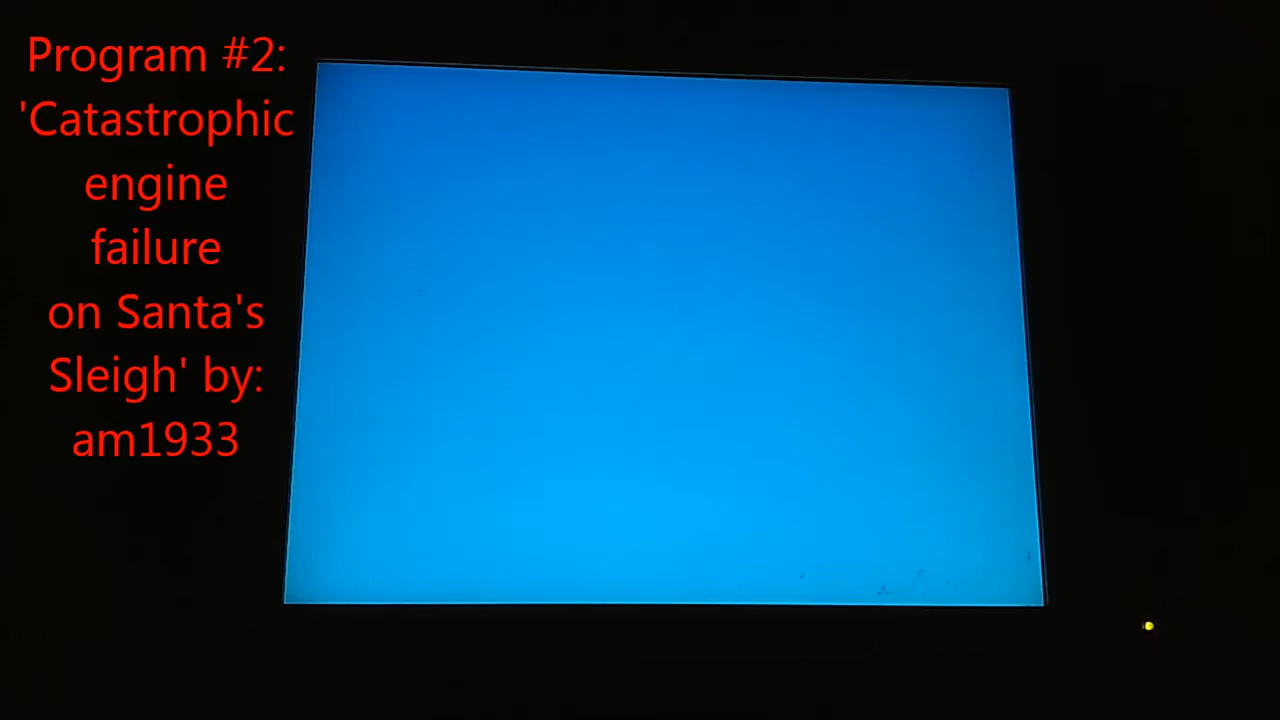 Program #2:
'Catastrophic
engine
failure
on Santa's
Sleigh' by:
am1933